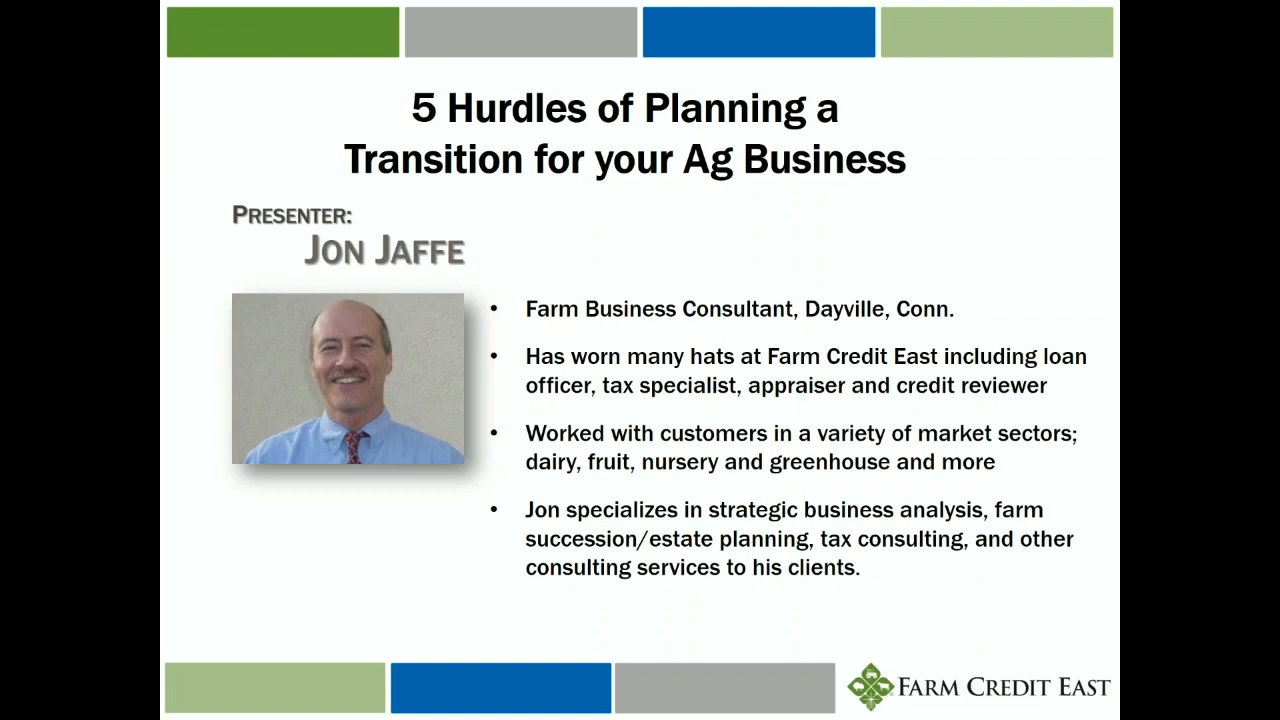 5 Hurdles of Planning a
Transition for your Ag Business
PRESENTER:
JON JAFFE
• Farm Business Consultant, Dayville, Conn.
• Has worn many hats at Farm Credit East including loan
officer, tax specialist, appraiser and credit reviewer
• Worked with customers in a variety of market sectors;
dairy, fruit, nursery and greenhouse and more
• Jon specializes in strategic business analysis, farm
succession/estate planning, tax consulting, and other
consulting services to his clients.
FARM CREDIT EAST